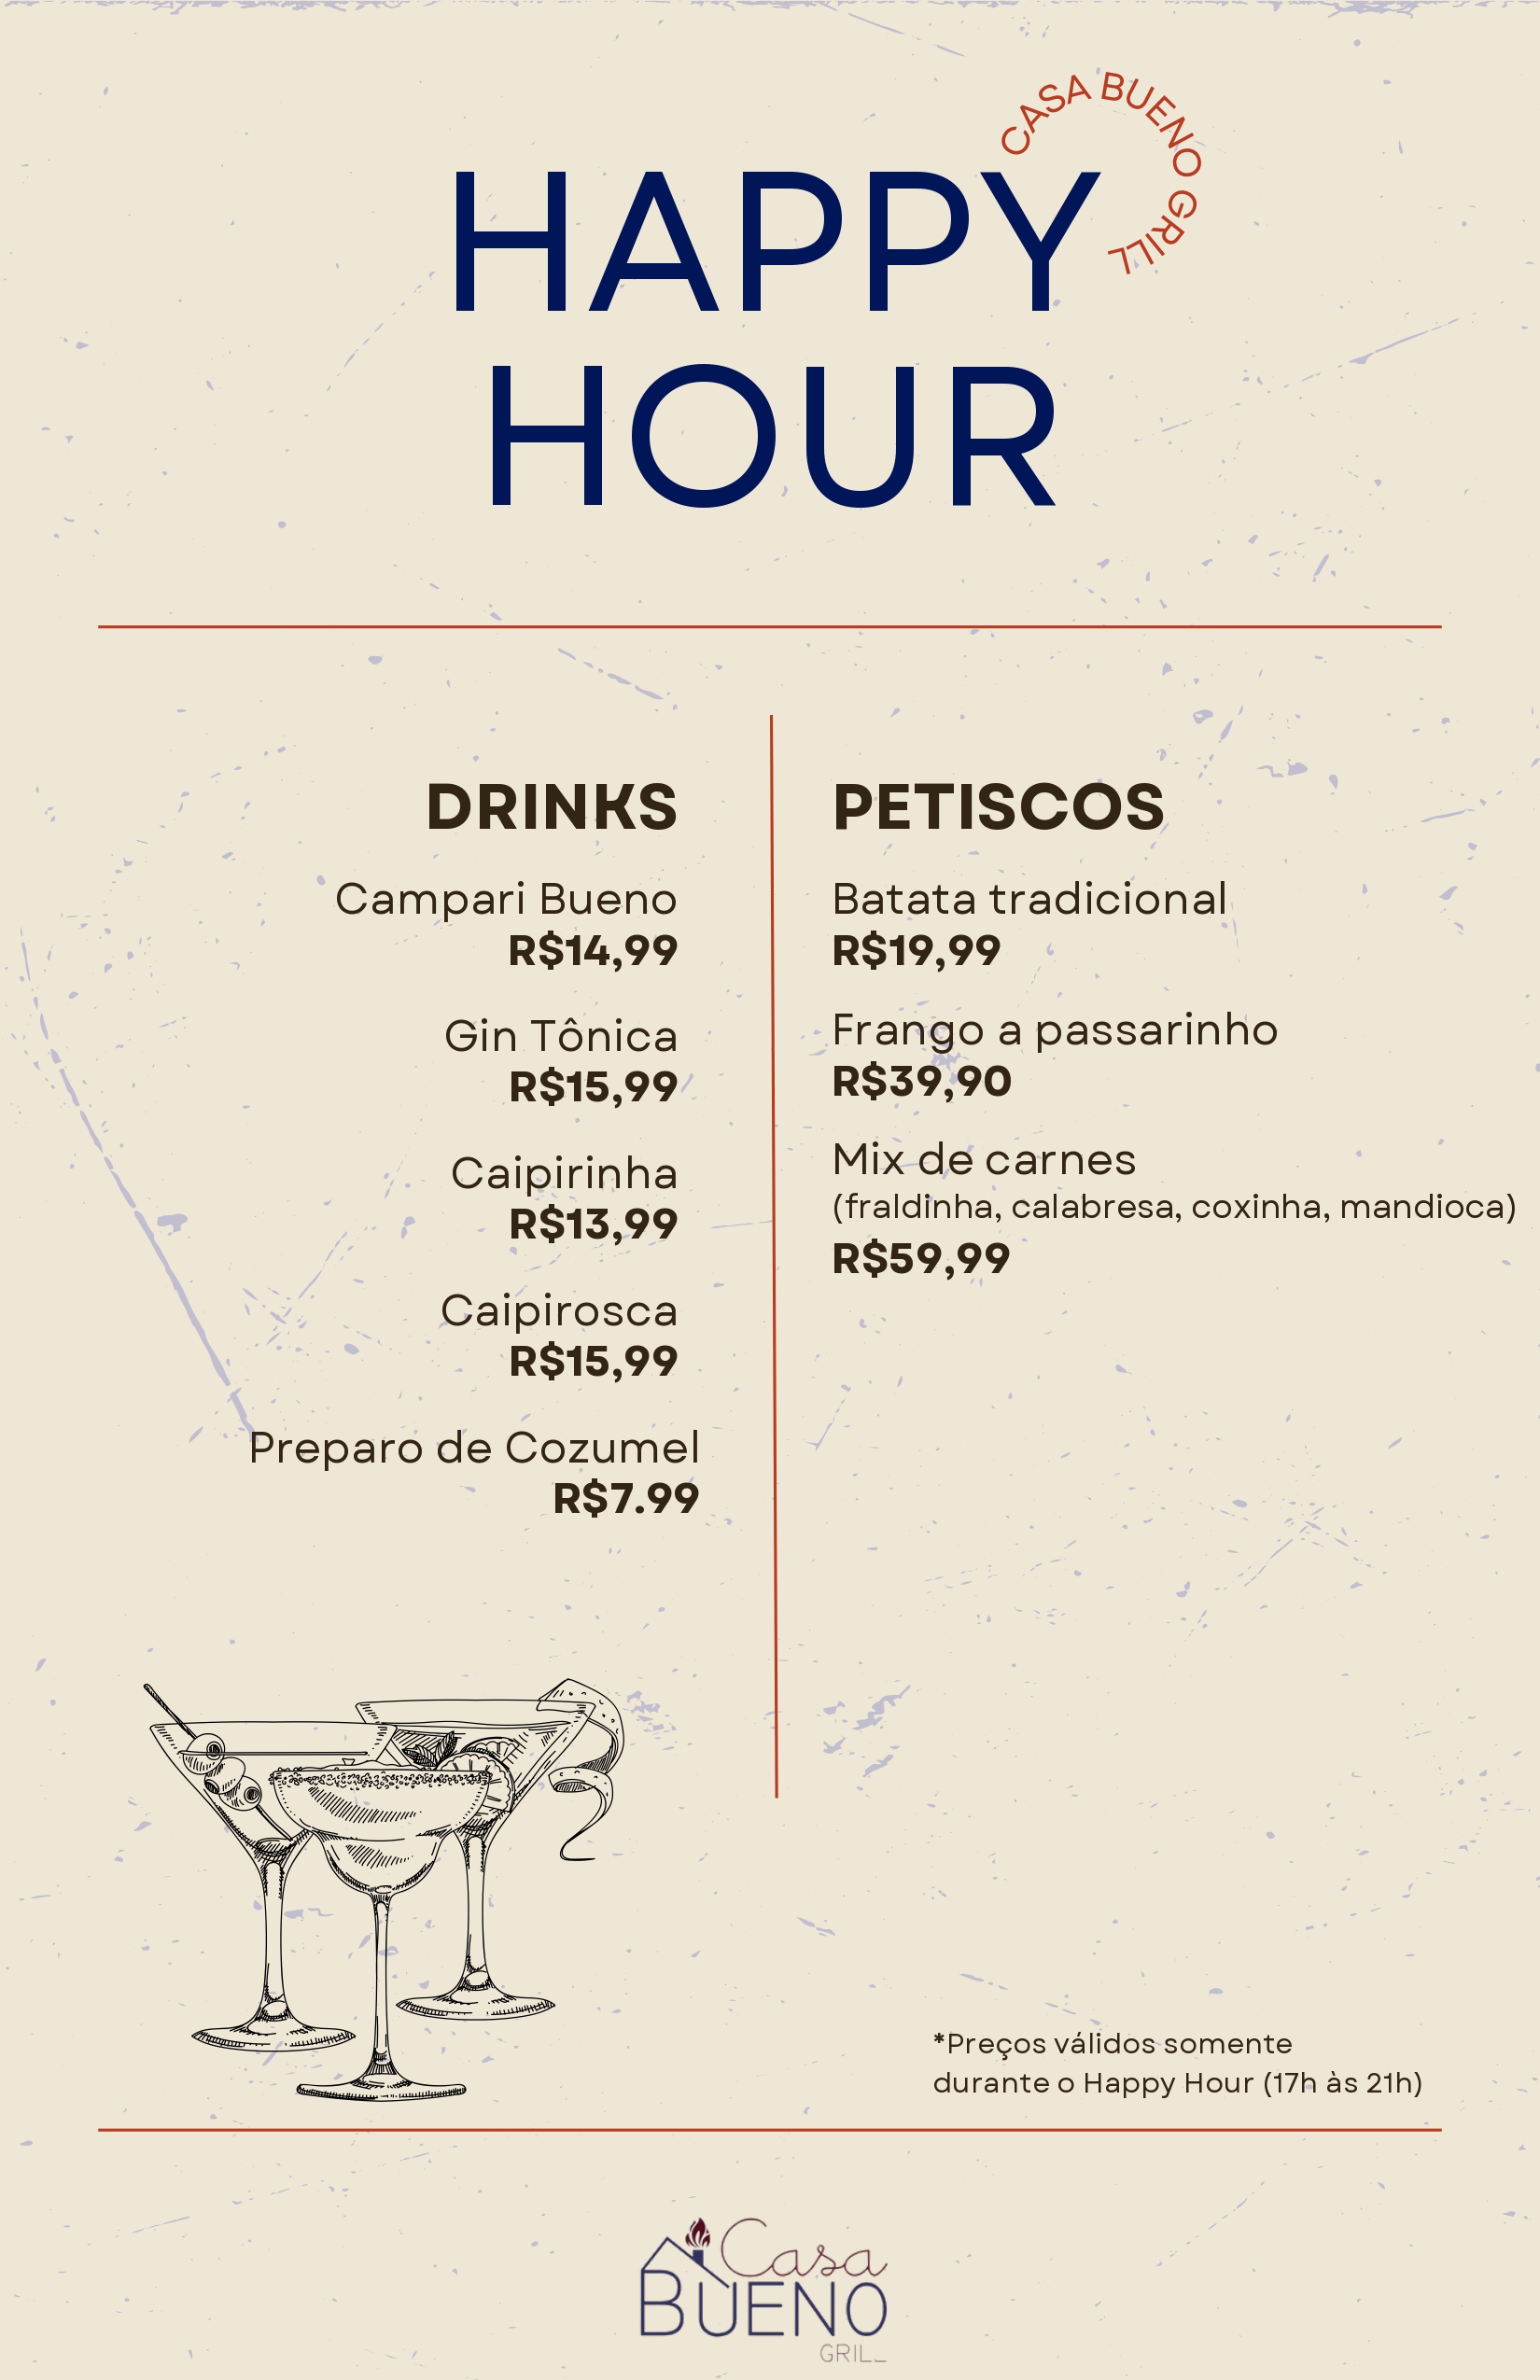 CASA BUENO GRILL
HAPPY
HOUR
DRINKS
Campari Bueno
R$14,99
Gin Tônica
R$15,99
Caipirinha
R$13,99
Caipirosca
R$15,99
Preparo de Cozumel
R$7.99
PETISCOS
Batata tradicional
R$19,99
Frango a passarinho
R$39,90
Mix de carnes
(fraldinha, calabresa, coxinha, mandioca)
R$59,99
*Preços válidos somente
durante o Happy Hour (17h às 21h)
Casa
BUENO
GRILL